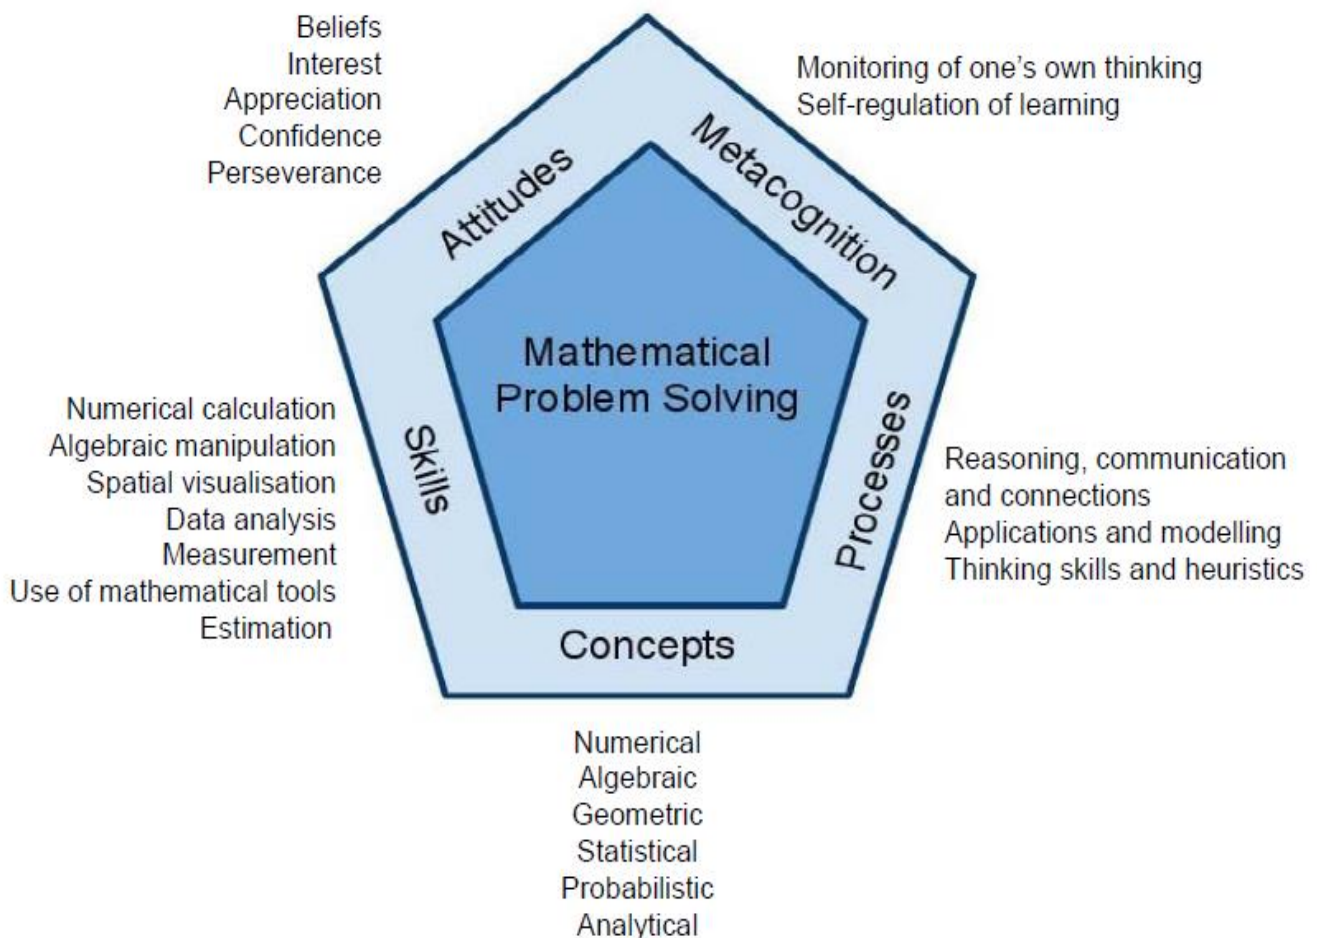 Beliefs
Interest
Appreciation
Confidence
Perseverance
Monitoring of one's own thinking
Self-regulation of learning
Attitudes
Metacognition
Mathematical
Problem Solving
Numerical calculation
Algebraic manipulation
Spatial visualisation
Data analysis
Measurement
Use of mathematical tools
Estimation
Skills
Processes
Reasoning, communication
and connections
Applications and modelling
Thinking skills and heuristics
Concepts
Numerical
Algebraic
Geometric
Statistical
Probabilistic
Analytical